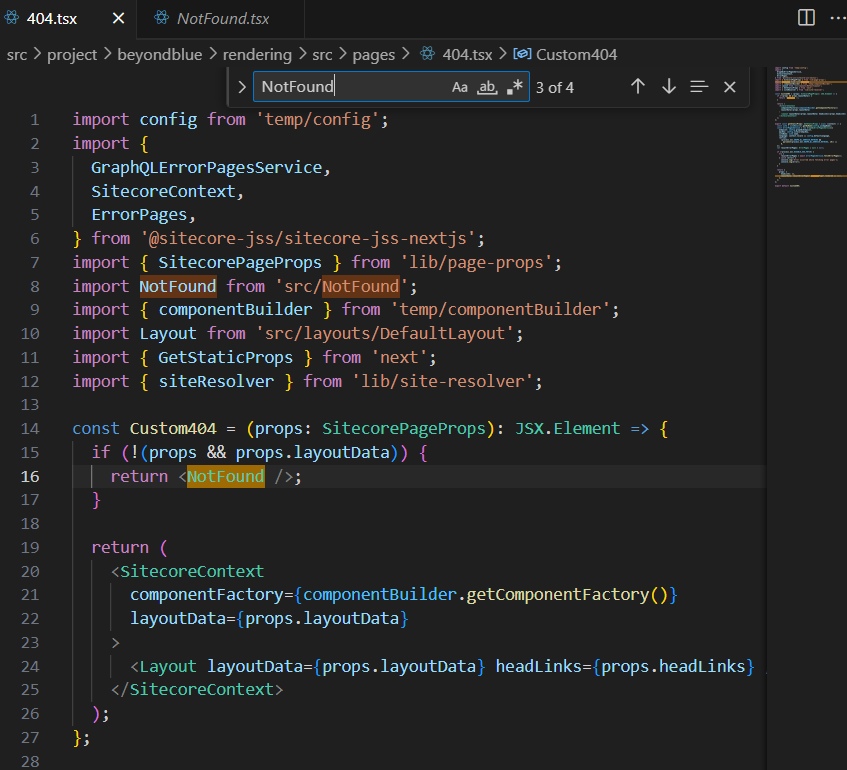 404.tsx
NotFound.tsx
src > project > beyondblue > rendering > src > pages > 404.tsx > Custom404
NotFound Aa ab .* 3 of 4
1 import config from 'temp/config';
2 import {
3 GraphQLErrorPagesService,
4 SitecoreContext,
5 ErrorPages,
6 } from '@sitecore-jss/sitecore-jss-nextjs';
7 import { SitecorePageProps } from 'lib/page-props';
8 import NotFound from 'src/NotFound';
9 import { componentBuilder } from 'temp/componentBuilder';
10 import Layout from 'src/layouts/DefaultLayout';
11 import { GetStaticProps } from 'next';
12 import { siteResolver } from 'lib/site-resolver';
13
14 const Custom404 = (props: SitecorePageProps): JSX.Element => {
15 if (!(props && props.layoutData)) {
16 return <NotFound />;
17 }
18
19 return (
20 <SitecoreContext
21 componentFactory={componentBuilder.getComponentFactory()}
22 layoutData={props.layoutData}
23 >
24 <Layout layoutData={props.layoutData} headLinks={props.headLinks}
25 </SitecoreContext>
26 );
27 };
28